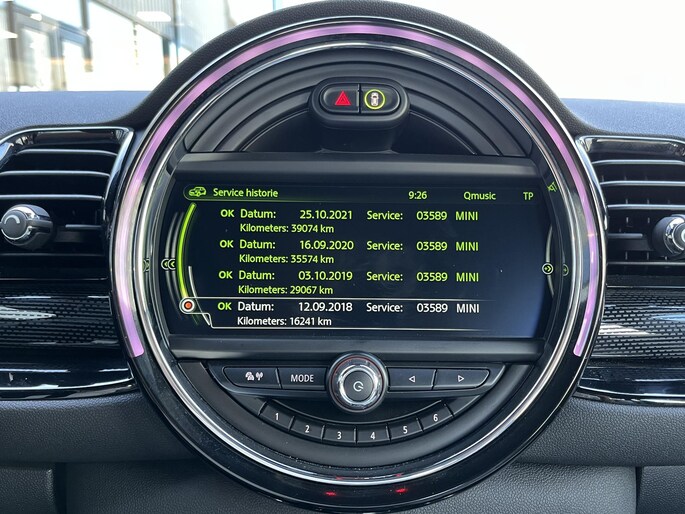 Service historie 9:26 Qmusic TP
OK Datum: 25.10.2021 Service: 03589 MINI
Kilometers: 39074 km
OK Datum: 16.09.2020 Service: 03589 MINI
Kilometers: 35574 km
OK Datum: 03.10.2019 Service: 03589 MINI
Kilometers: 29067 km
OK Datum: 12.09.2018 Service: 03589 MINI
Kilometers: 16241 km
MODE
1 2 3 4 5 6